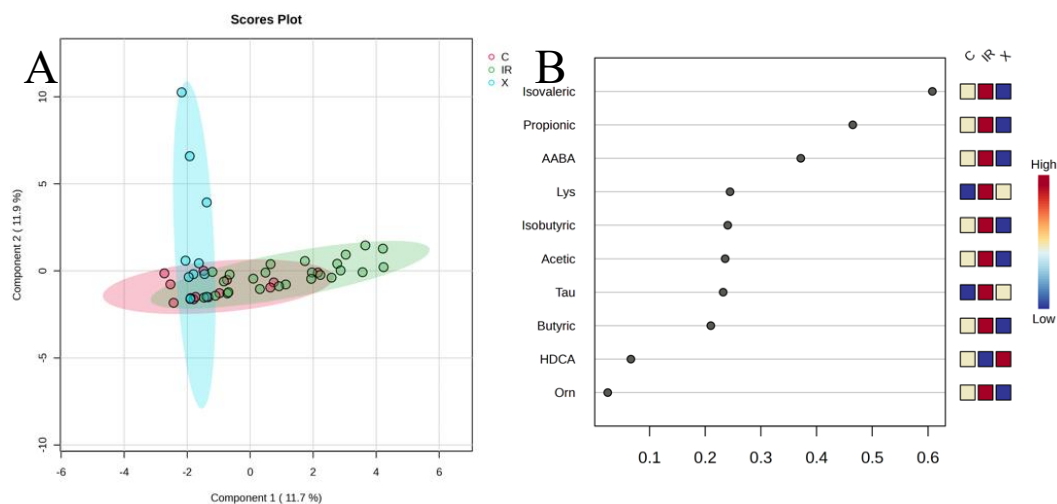 Scores Plot
A
C
IR
X
10
5
0
-5
-10
-6 -4 -2 0 2 4 6
Component 2 ( 11.9 %)
Component 1 ( 11.7 %)
B
C IR X
Isovaleric
Propionic
AABA
Lys
Isobutyric
Acetic
Tau
Butyric
HDCA
Orn
0.1 0.2 0.3 0.4 0.5 0.6
High
Low